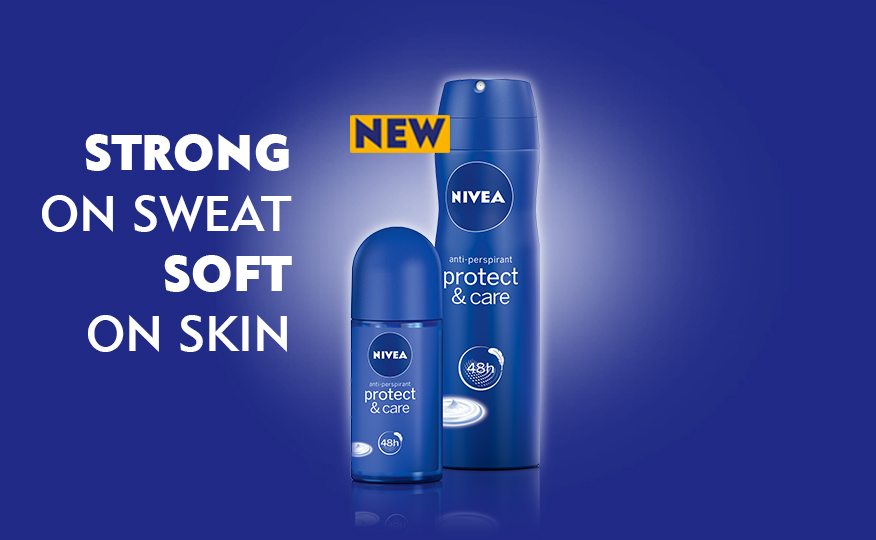 STRONG
ON SWEAT
SOFT
ON SKIN
NEW
NIVEA
anti-perspirant
protect
& care
48h
NIVEA
anti-perspirant
protect
& care
48h